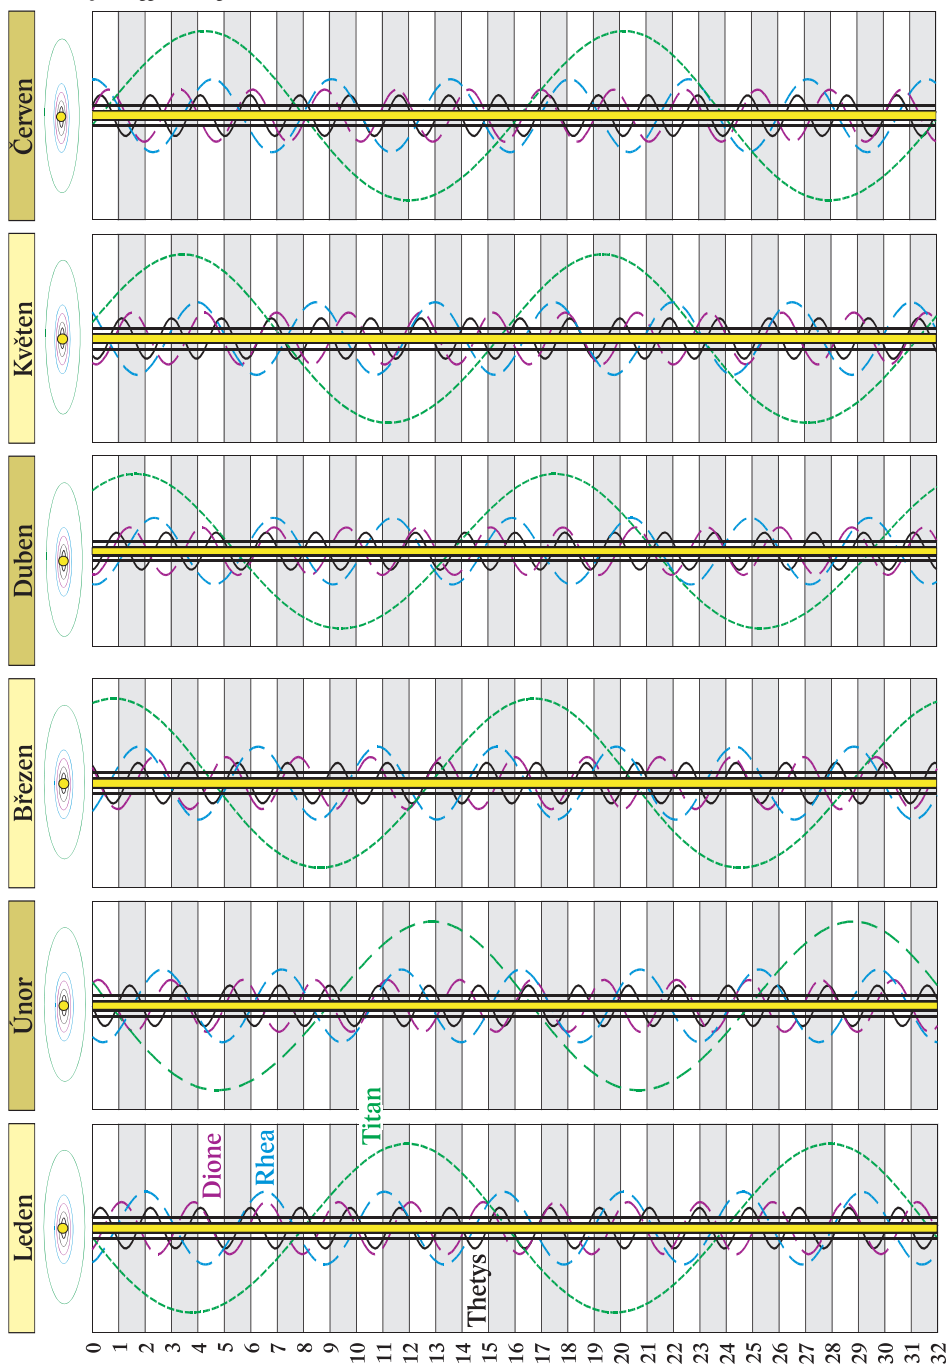 Červen
Květen
Duben
Březen
Únor
Leden
Titan
Dione
Rhea
Thetys
0 1 2 3 4 5 6 7 8 9 10 11 12 13 14 15 16 17 18 19 20 21 22 23 24 25 26 27 28 29 30 31 32